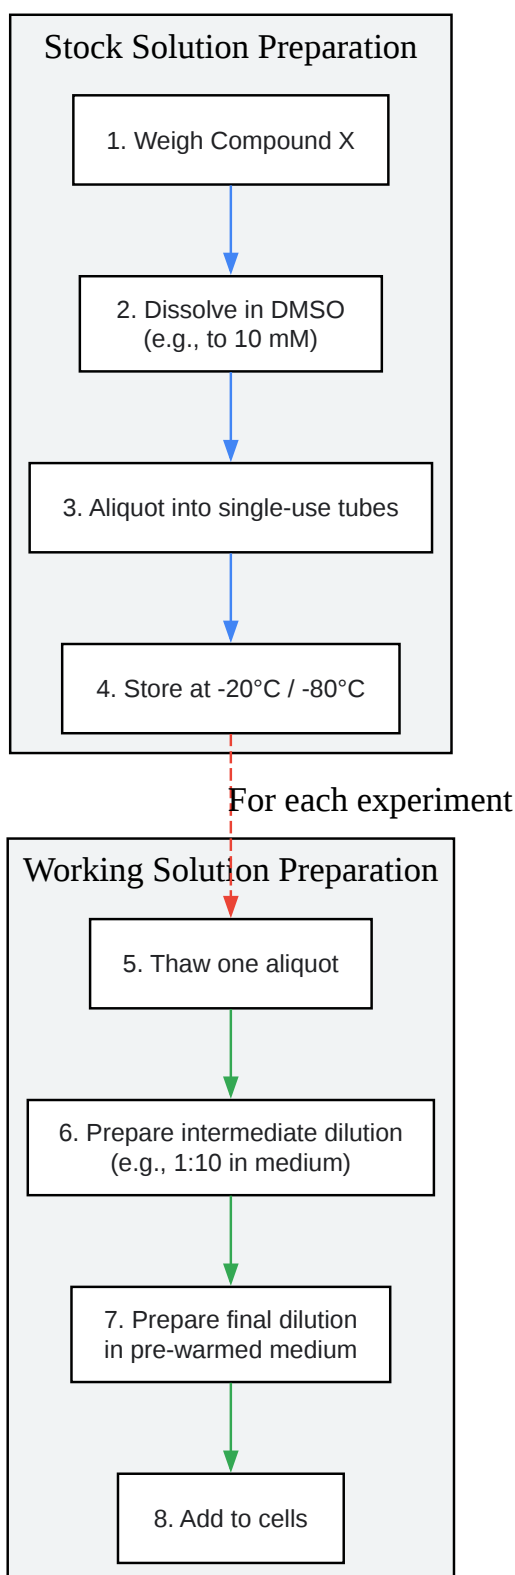 Stock Solution Preparation
1. Weigh Compound X
2. Dissolve in DMSO
(e.g., to 10 mM)
3. Aliquot into single-use tubes
4. Store at -20°C / -80°C
For each experiment
Working Solution Preparation
5. Thaw one aliquot
6. Prepare intermediate dilution
(e.g., 1:10 in medium)
7. Prepare final dilution
in pre-warmed medium
8. Add to cells